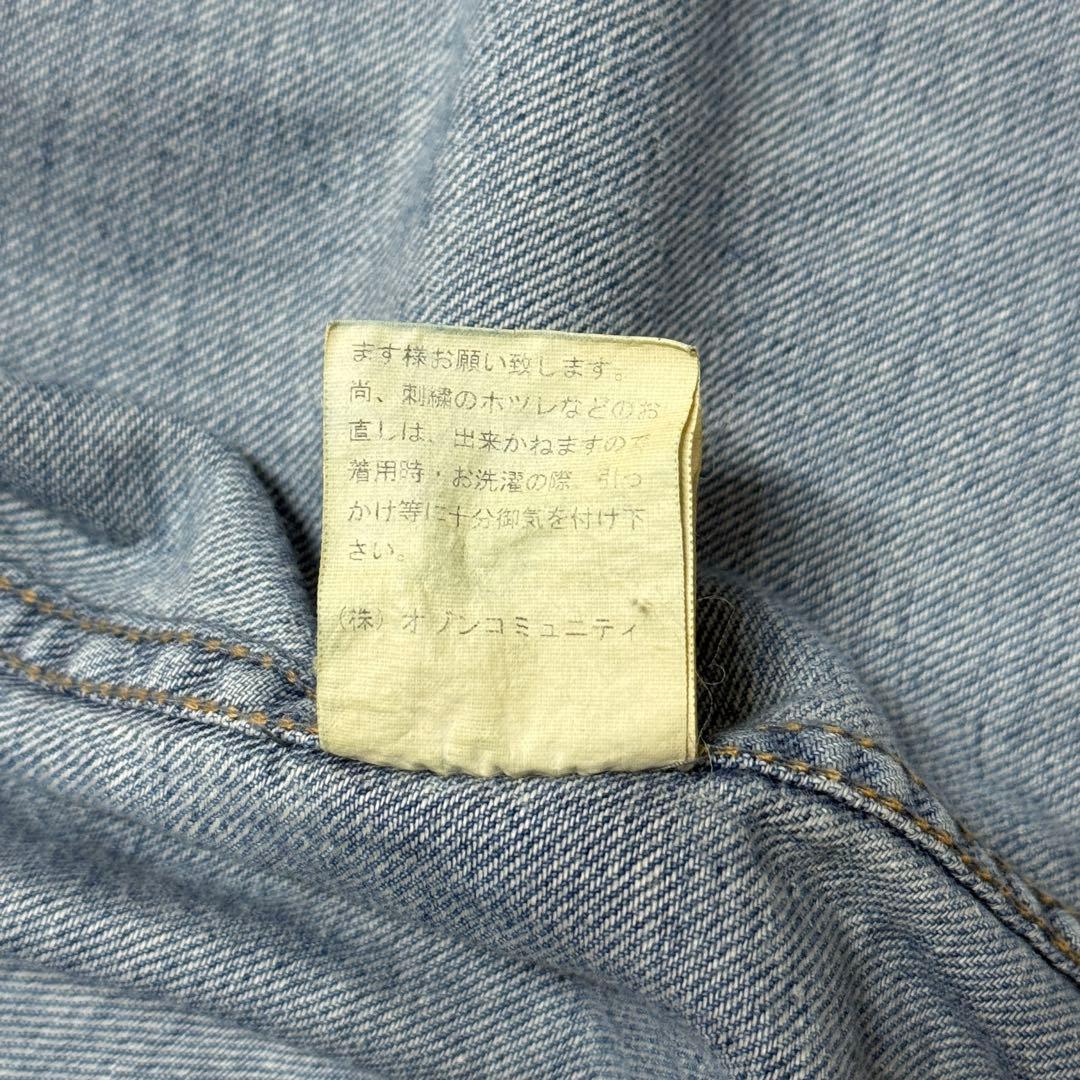 ます様お願い致します。
尚、刺繍のホツレなどのお
直しは、出来かねますので
着用時・お洗濯の際、引っ
かけ等に十分御気を付け下
さい。
(株)オゾンコミュニティ